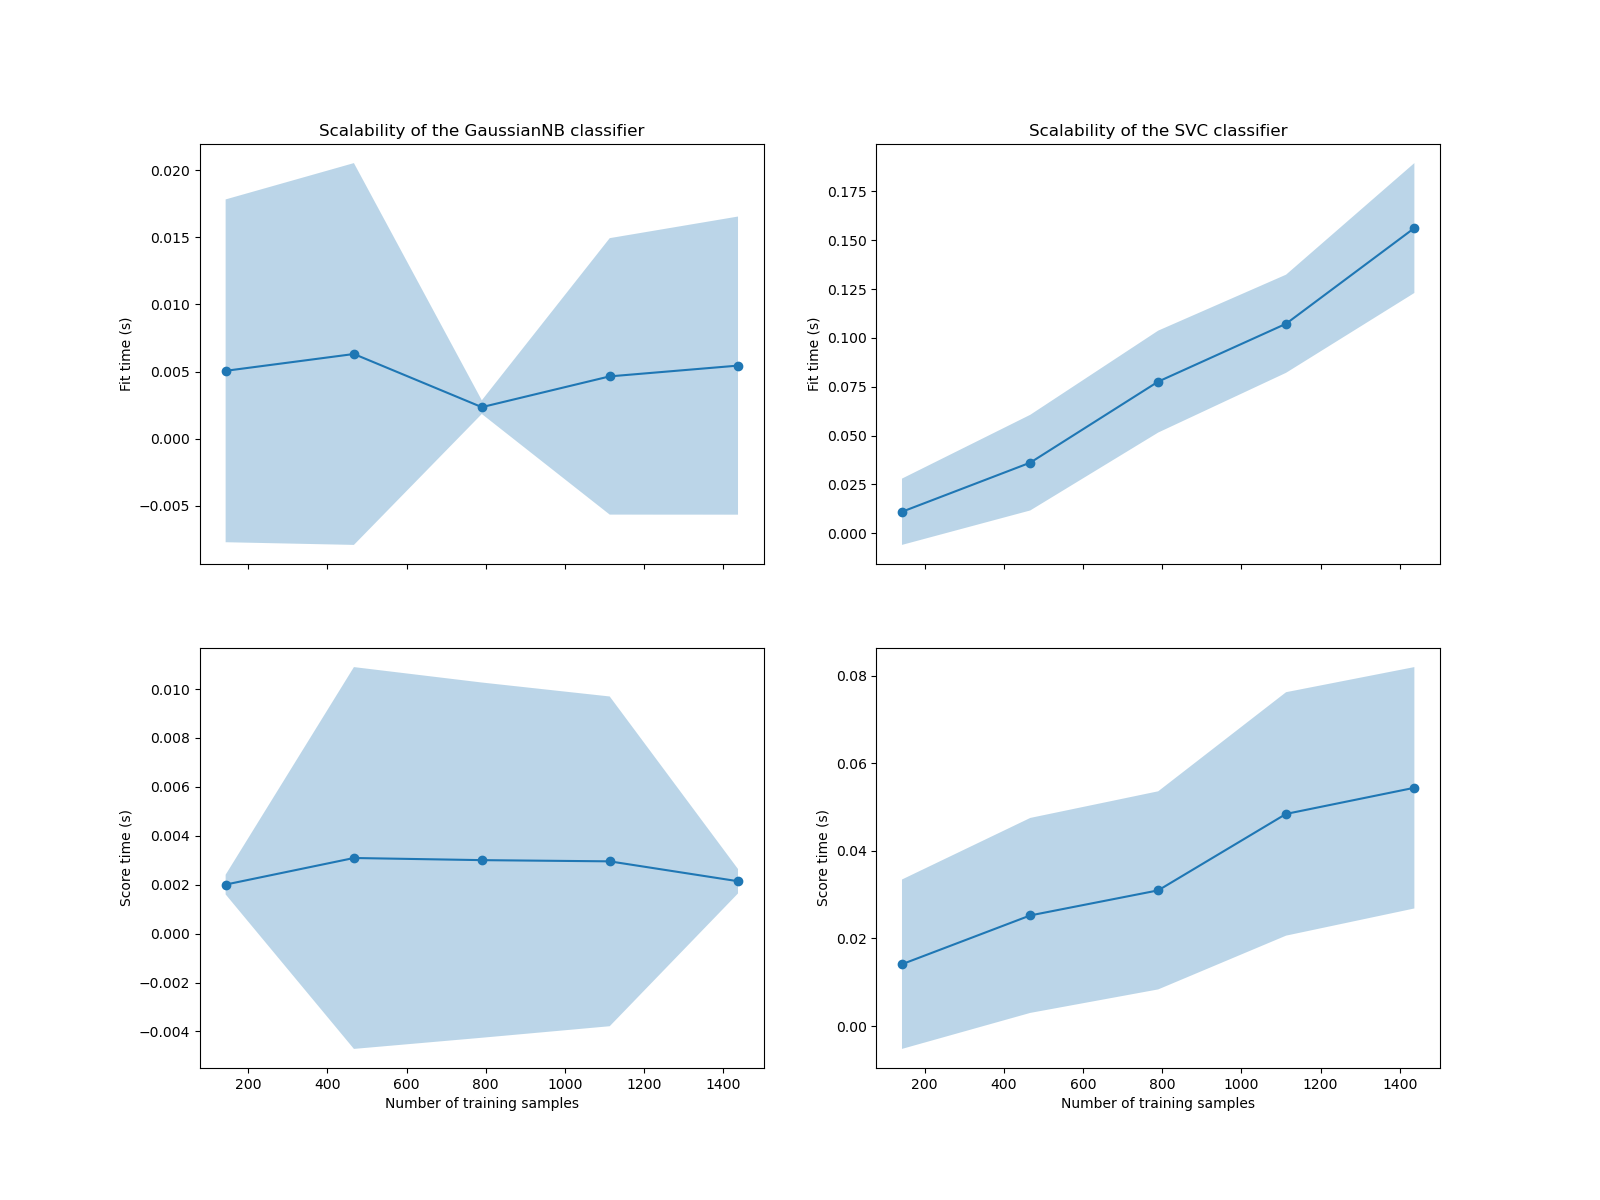 Scalability of the GaussianNB classifier
Fit time (s)
0.020
0.015
0.010
0.005
0.000
−0.005
Scalability of the SVC classifier
Fit time (s)
0.175
0.150
0.125
0.100
0.075
0.050
0.025
0.000
Score time (s)
0.010
0.008
0.006
0.004
0.002
0.000
−0.002
−0.004
200 400 600 800 1000 1200 1400
Number of training samples
Score time (s)
0.08
0.06
0.04
0.02
0.00
200 400 600 800 1000 1200 1400
Number of training samples